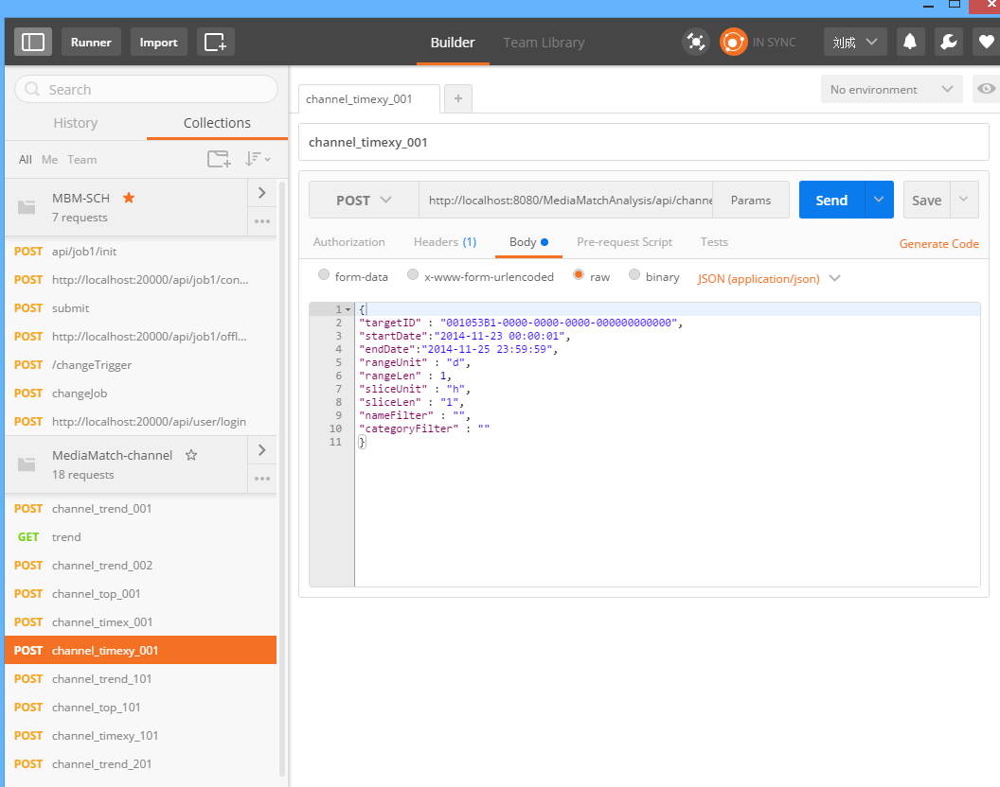 Runner
Import
Builder
Team Library
IN SYNC
刘成
Search
History
Collections
All Me Team
MBM-SCH
7 requests
POST api/job1/init
POST http://localhost:20000/api/job1/con...
POST submit
POST http://localhost:20000/api/job1/offl...
POST /changeTrigger
POST changeJob
POST http://localhost:20000/api/user/login
MediaMatch-channel
18 requests
POST channel_trend_001
GET trend
POST channel_trend_002
POST channel_top_001
POST channel_timex_001
POST channel_timexy_001
POST channel_trend_101
POST channel_top_101
POST channel_timexy_101
POST channel_trend_201
channel_timexy_001
+
No environment
channel_timexy_001
POST
http://localhost:8080/MediaMatchAnalysis/api/channe
Params
Send
Save
Authorization
Headers (1)
Body
Pre-request Script
Tests
Generate Code
form-data
x-www-form-urlencoded
raw
binary
JSON (application/json)
1 {
2 "targetID" : "001053B1-0000-0000-0000-000000000000",
3 "startDate":"2014-11-23 00:00:01",
4 "endDate":"2014-11-25 23:59:59",
5 "rangeUnit" : "d",
6 "rangeLen" : 1,
7 "sliceUnit" : "h",
8 "sliceLen" : "1",
9 "nameFilter" : "",
10 "categoryFilter" : ""
11 }